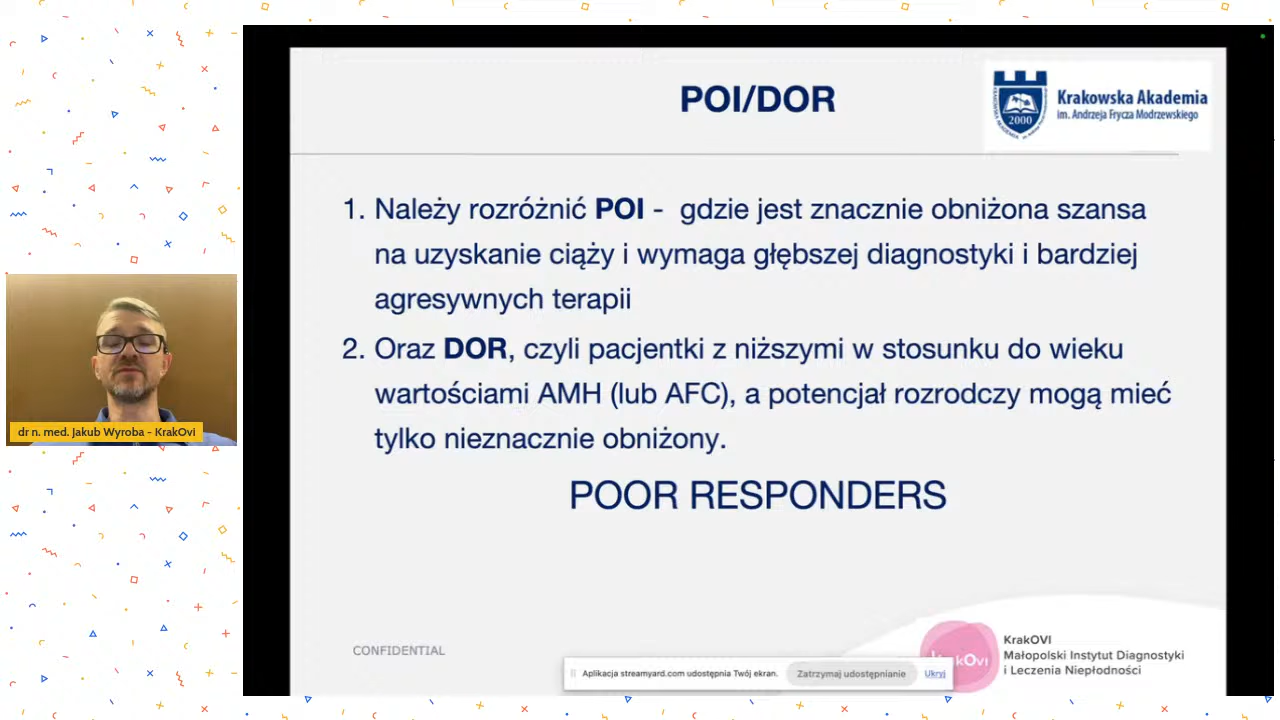 POI/DOR
Krakowska Akademia
im. Andrzeja Frycza Modrzewskiego
2000
1. Należy rozróżnić POI - gdzie jest znacznie obniżona szansa
na uzyskanie ciąży i wymaga głębszej diagnostyki i bardziej
agresywnych terapii
2. Oraz DOR, czyli pacjentki z niższymi w stosunku do wieku
wartościami AMH (lub AFC), a potencjał rozrodczy mogą mieć
tylko nieznacznie obniżony.
POOR RESPONDERS
dr n. med. Jakub Wyroba - KrakOvi
CONFIDENTIAL
KrakOVI
Małopolski Instytut Diagnostyki
i Leczenia Niepłodności
Aplikacja streamyard.com udostępnia Twój ekran.
Zatrzymaj udostępnianie
Ukryj